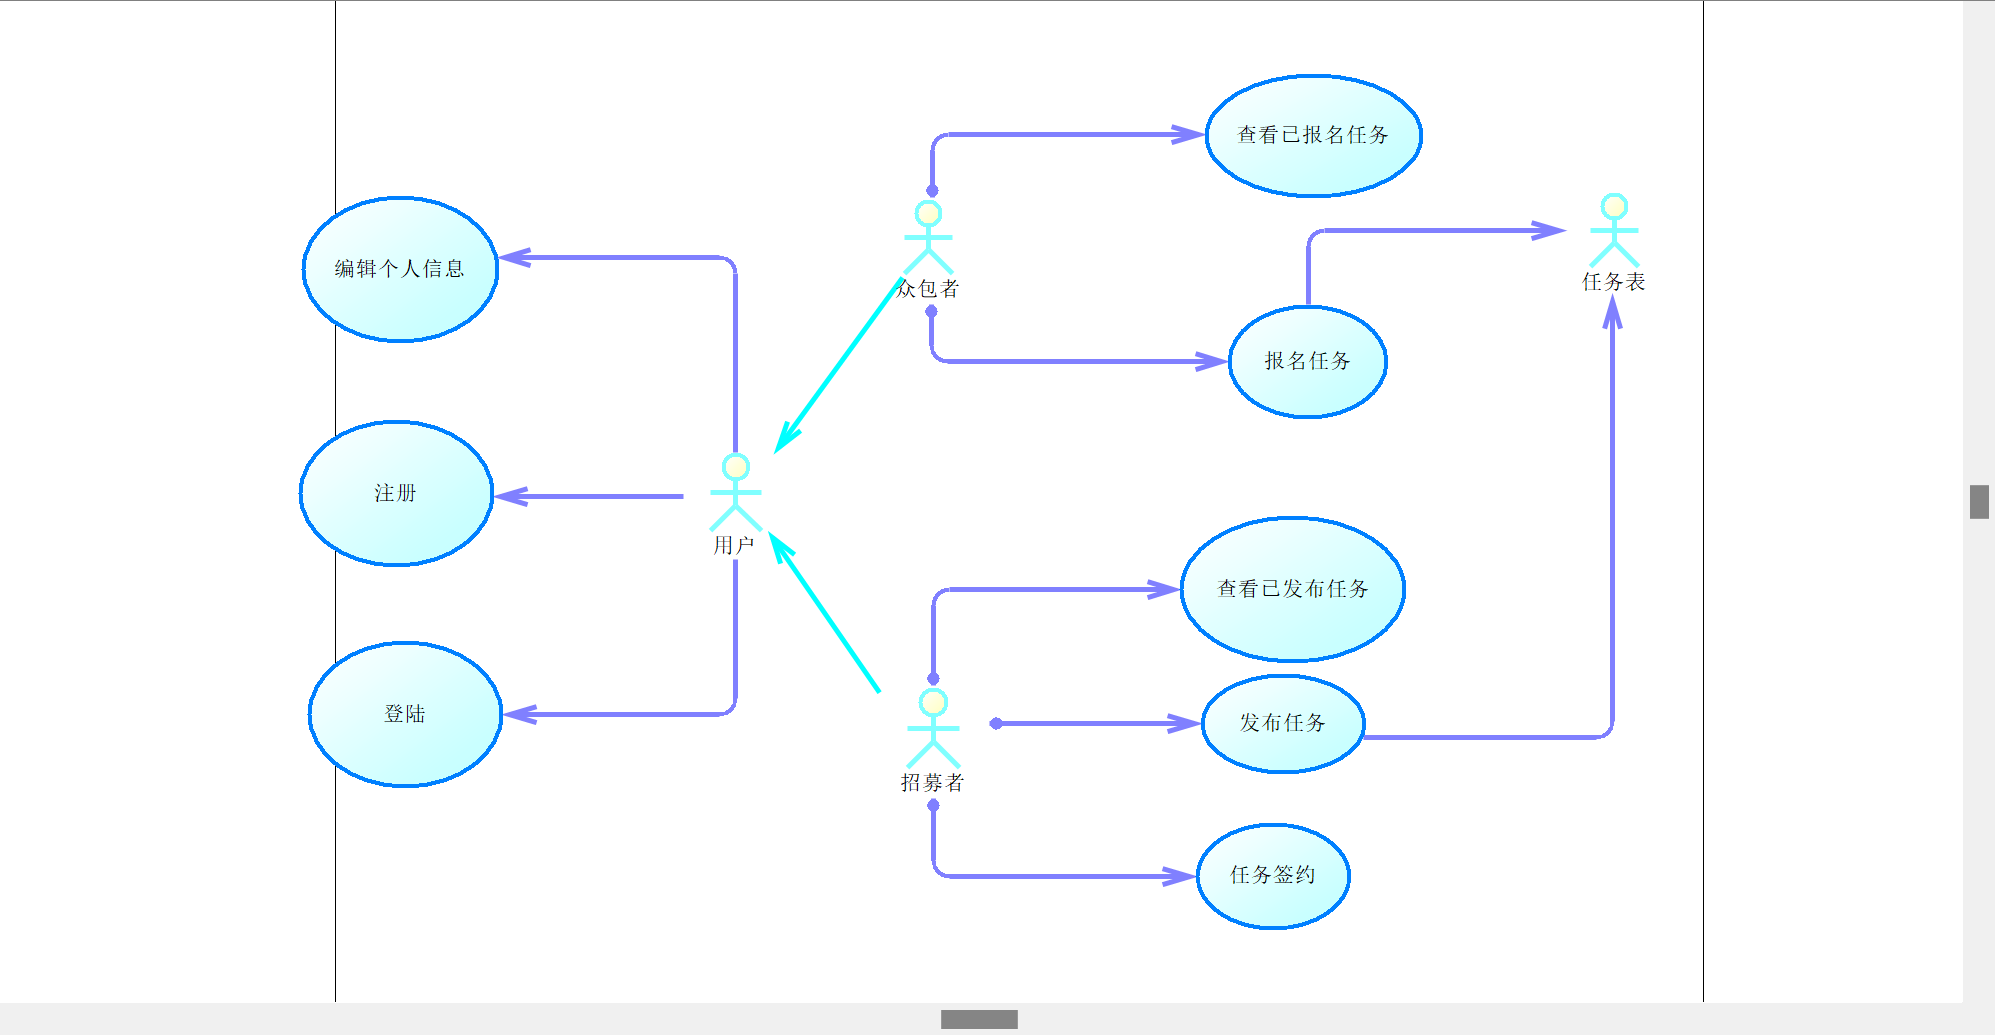 查看已报名任务
编辑个人信息
众包者
任务表
报名任务
注册
用户
查看已发布任务
登陆
发布任务
招募者
任务签约